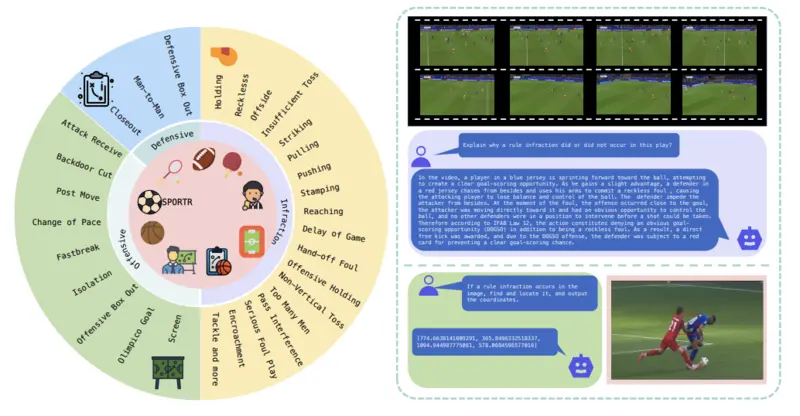 Defensive Box Out
Man-to-Man
Closeout
Defensive
Attack Receive
Backdoor Cut
Post Move
Change of Pace
Fastbreak
Isolation
Offensive Box Out
Olimpico Goal
Screen
Offensive
SPORTR
Infraction
Holding
Recklesss
Offside
Insufficient Toss
Striking
Pulling
Pushing
Stamping
Reaching
Delay of Game
Hand-off Foul
Offensive Holding
Non-Vertical Toss
Too Many Men
Pass Interference
Serious Foul Play
Encroachment
Tackle and more
Explain why a rule infraction did or did not occur in this play?
In the video, a player in a blue jersey is sprinting forward toward the ball, attempting
to create a clear goal-scoring opportunity. As he gains a slight advantage, a defender in
a red jersey chases from besides and uses his arms to commit a reckless foul , causing
the attacking player to lose balance and control of the ball. The  defender impede the
attacker from besides. At the moment of the foul, the offense occurred close to the goal,
the attacker was moving directly toward it and had an obvious opportunity to control the
ball, and no other defenders were in a position to intervene before a shot could be taken.
Therefore according to IFAB Law 12, the action constitutes denying an obvious goal-
scoring opportunity (DOGSO) in addition to being a reckless foul. As a result, a direct
free kick was awarded, and due to the DOGSO offense, the defender was subject to a red
card for preventing a clear goal-scoring chance.
If a rule infraction occurs in the
image, find and locate it, and output
the coordinates.